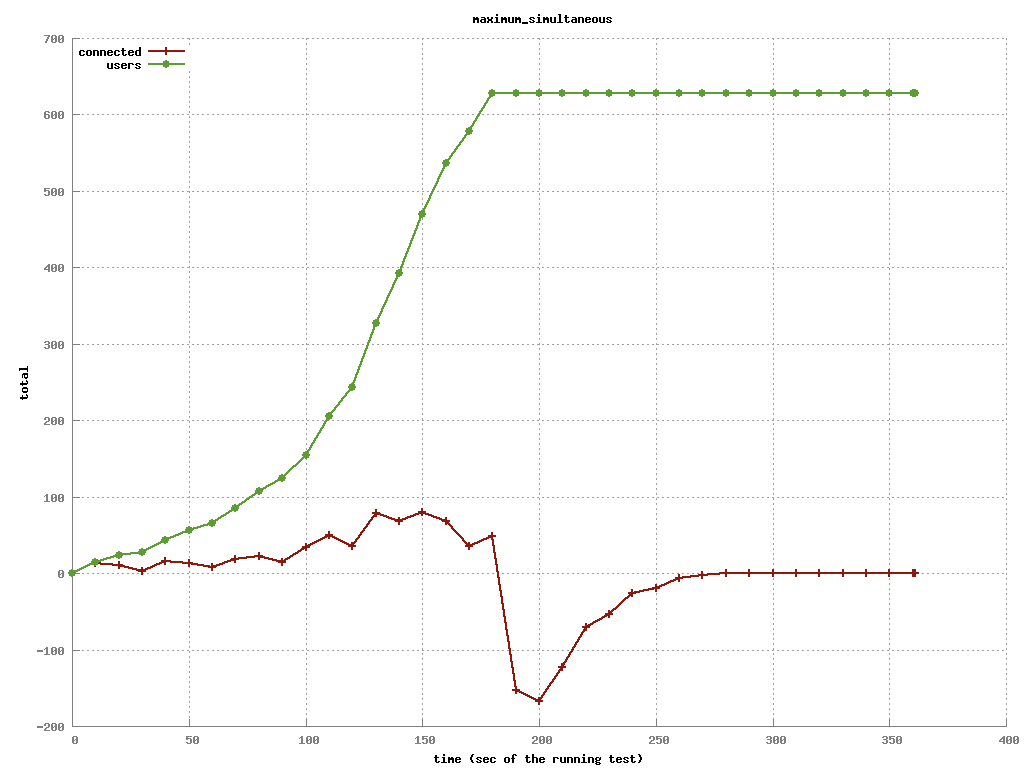 maximum_simultaneous
connected
users
700
600
500
400
300
200
100
0
-100
-200
total
0 50 100 150 200 250 300 350 400
time (sec of the running test)